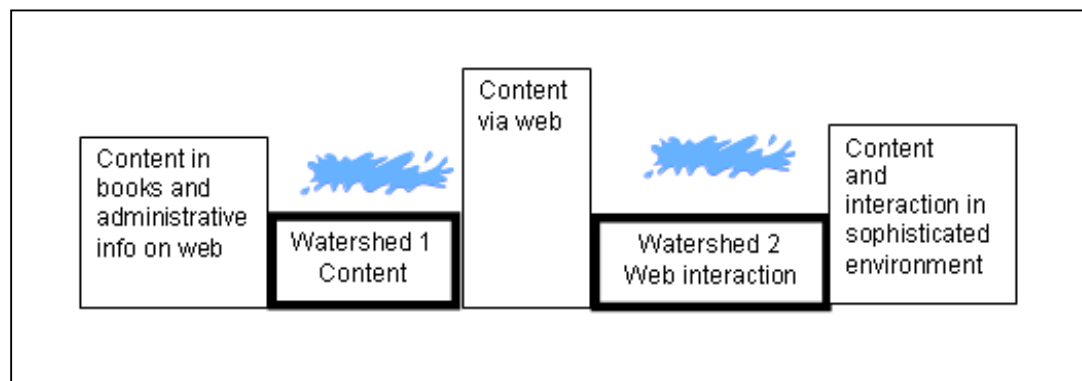 Content in
books and
administrative
info on web
Watershed 1
Content
Content
via web
Watershed 2
Web interaction
Content
and
interaction in
sophisticated
environment